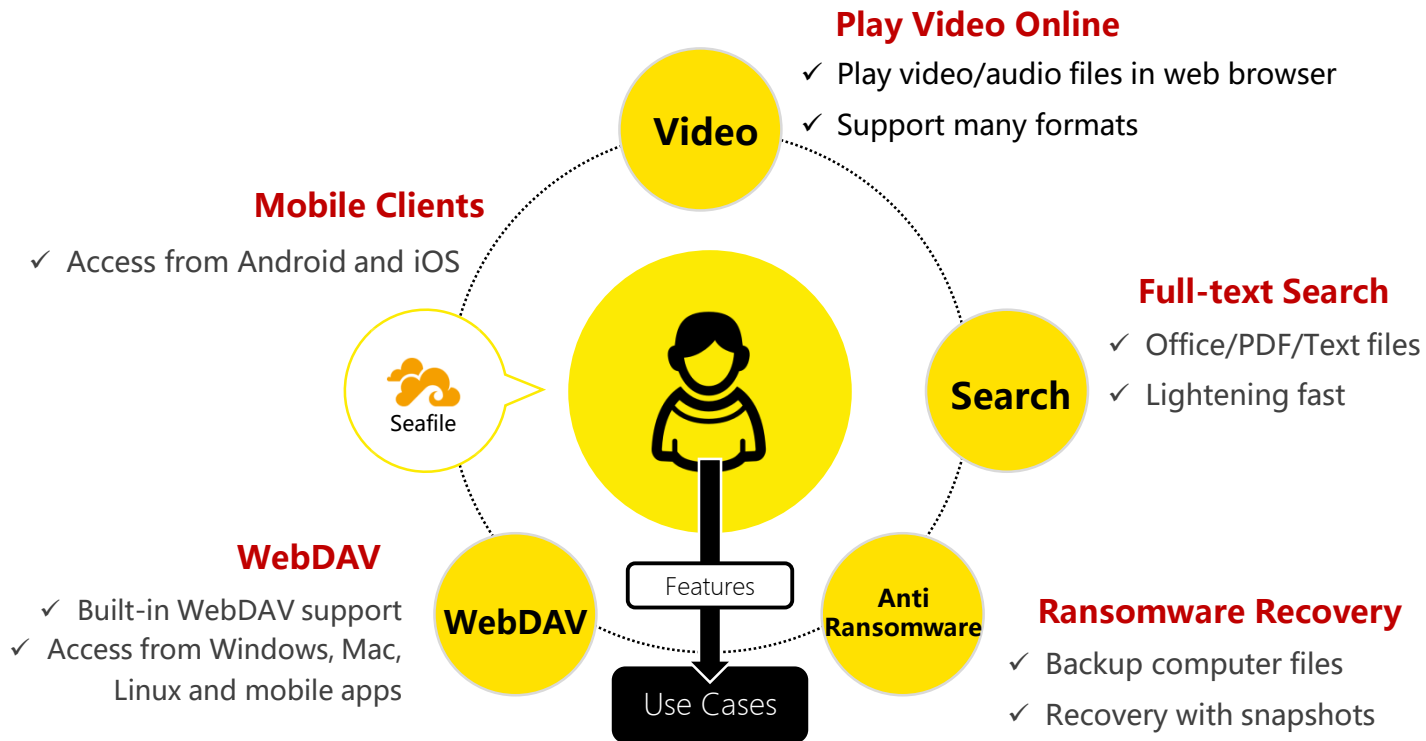 Play Video Online
✓ Play video/audio files in web browser
✓ Support many formats
Video
Mobile Clients
✓ Access from Android and iOS
Seafile
Full-text Search
✓ Office/PDF/Text files
✓ Lightening fast
Search
WebDAV
✓ Built-in WebDAV support
✓ Access from Windows, Mac,
Linux and mobile apps
WebDAV
Features
Use Cases
Anti
Ransomware
Ransomware Recovery
✓ Backup computer files
✓ Recovery with snapshots